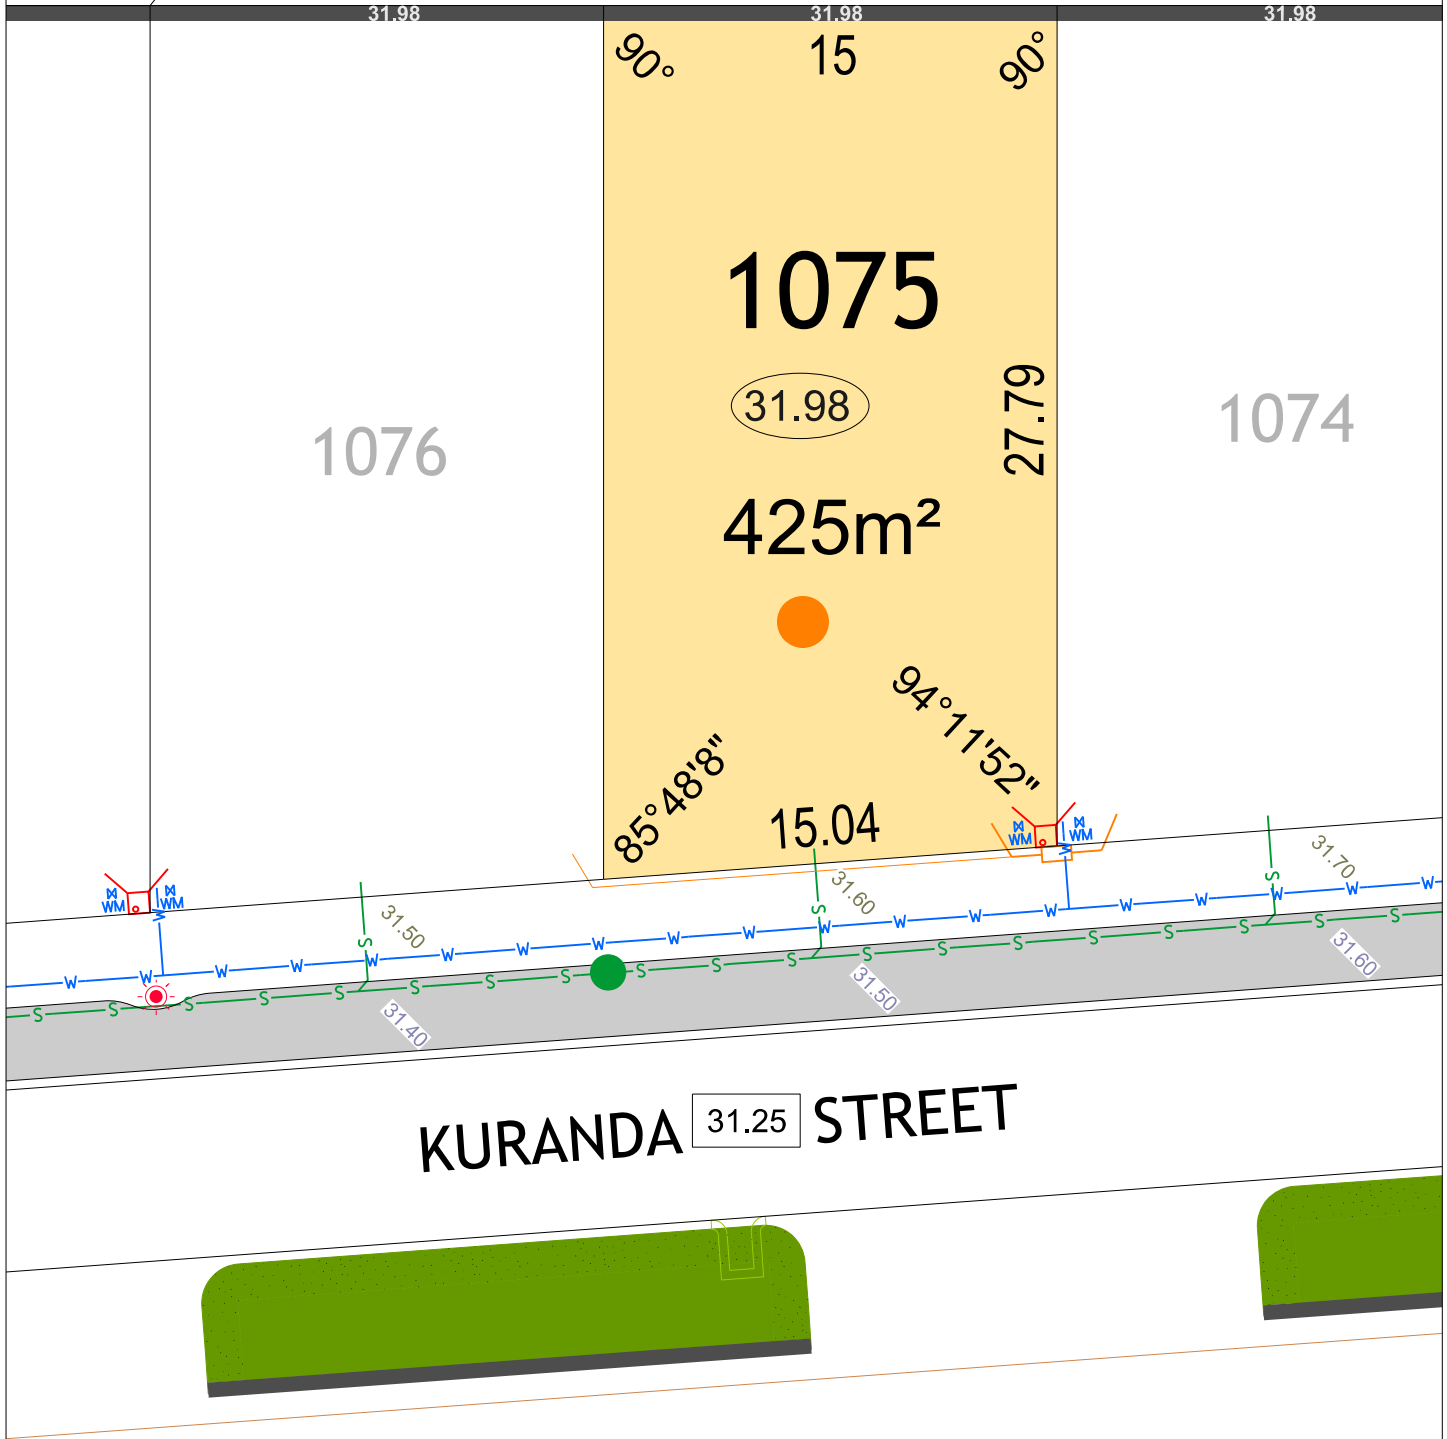 31.98 31.98 31.98
90° 15 90°
1075
31.98
27.79
1076
1074
425m²
94°11'52"
85°48'8"
15.04
WM WM
WM WM
W
W
S
S
S
31.50
31.60
31.70
W W W W W W W W W W W W W W W W W W W
S S S S S S S S S S S S S S S S S S S
31.40
31.50
31.60
KURANDA 31.25 STREET